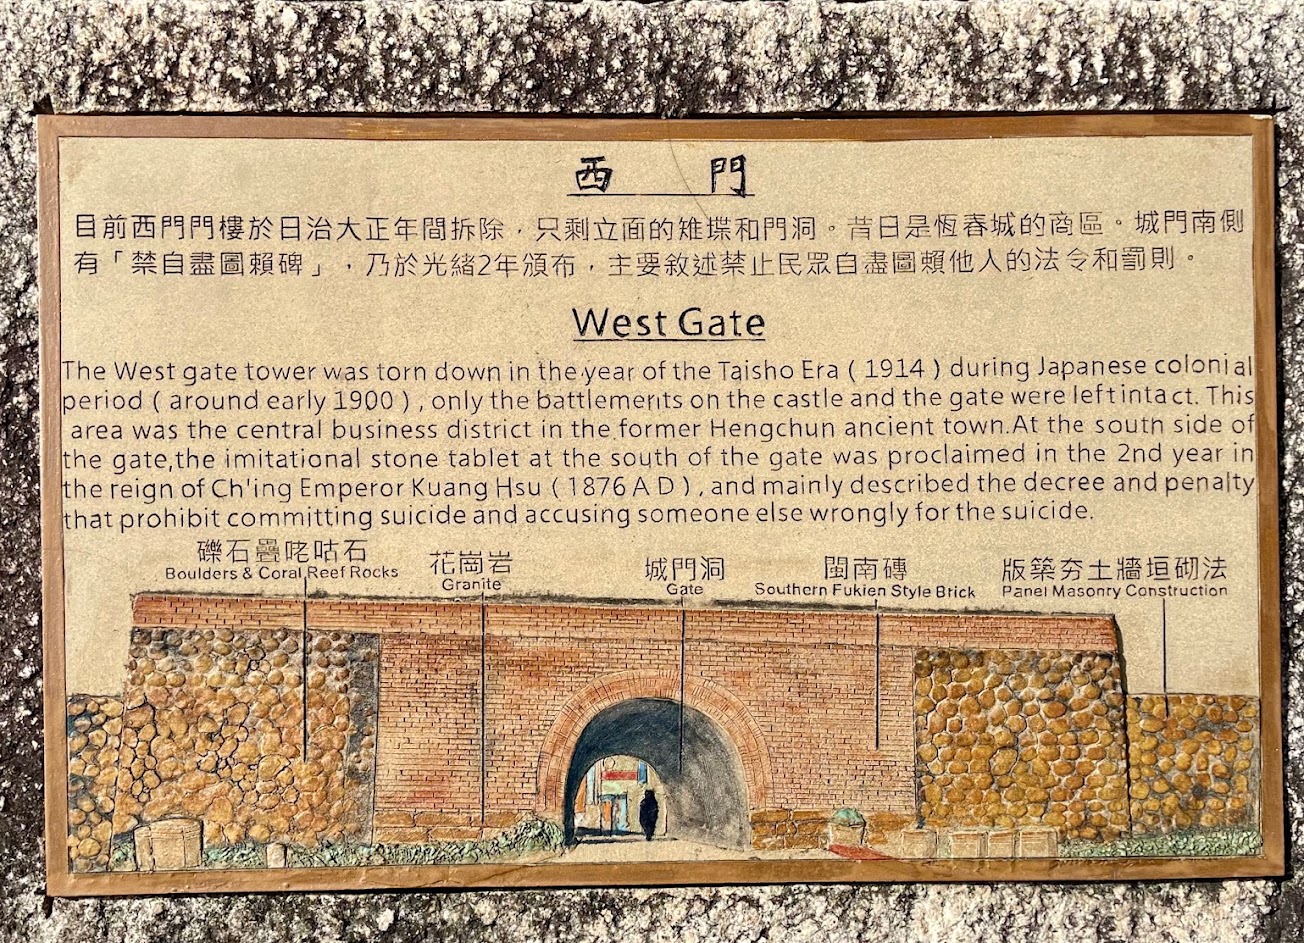 西 門
目前西門門樓於日治大正年間拆除，只剩立面的雉堞和門洞。昔日是恆春城的商區。城門南側
有「禁自盡圖賴碑」，乃於光緒2年頒布，主要敘述禁止民眾自盡圖賴他人的法令和罰則。
West Gate
The West gate tower was torn down in the year of the Taisho Era ( 1914 ) during Japanese colonial
period ( around early 1900 ) , only the battlements on the castle and the gate were left intact. This
area was the central business district in the former Hengchun ancient town.At the south side of
the gate,the imitational stone tablet at the south of the gate was proclaimed in the 2nd year in
the reign of Ch'ing Emperor Kuang Hsu ( 1876 A D ) , and mainly described the decree and penalty
that prohibit committing suicide and accusing someone else wrongly for the suicide.
礫石疊咾咕石
Boulders & Coral Reef Rocks
花崗岩
Granite
城門洞
Gate
閩南磚
Southern Fukien Style Brick
版築夯土牆垣砌法
Panel Masonry Construction